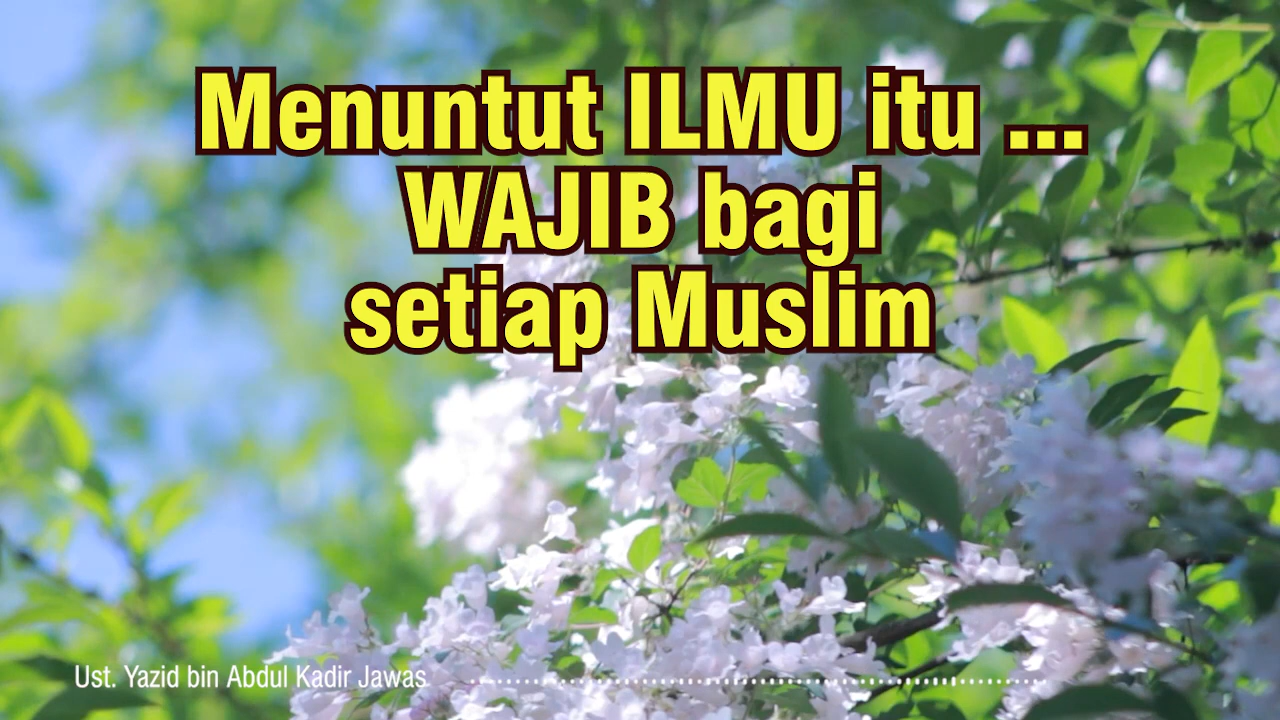 Menuntut ILMU itu ...
WAJIB bagi
setiap Muslim
Ust. Yazid bin Abdul Kadir Jawas